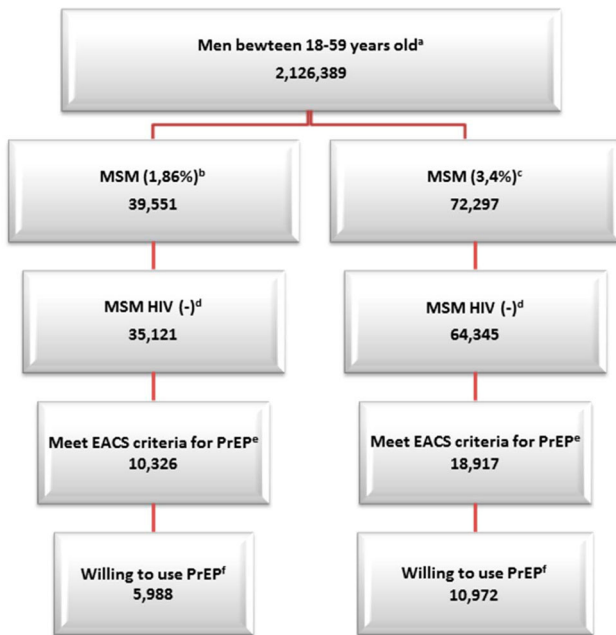 Men bewteen 18-59 years oldᵃ
2,126,389
MSM (1,86%)ᵇ
39,551
MSM (3,4%)ᶜ
72,297
MSM HIV (-)ᵈ
35,121
MSM HIV (-)ᵈ
64,345
Meet EACS criteria for PrEPᵉ
10,326
Meet EACS criteria for PrEPᵉ
18,917
Willing to use PrEPᶠ
5,988
Willing to use PrEPᶠ
10,972